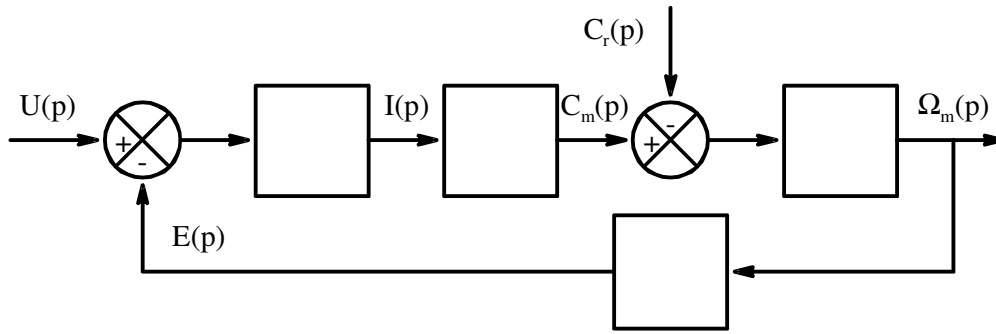 C_r(p)
U(p)
I(p)
C_m(p)
Ω_m(p)
+
-
-
+
E(p)